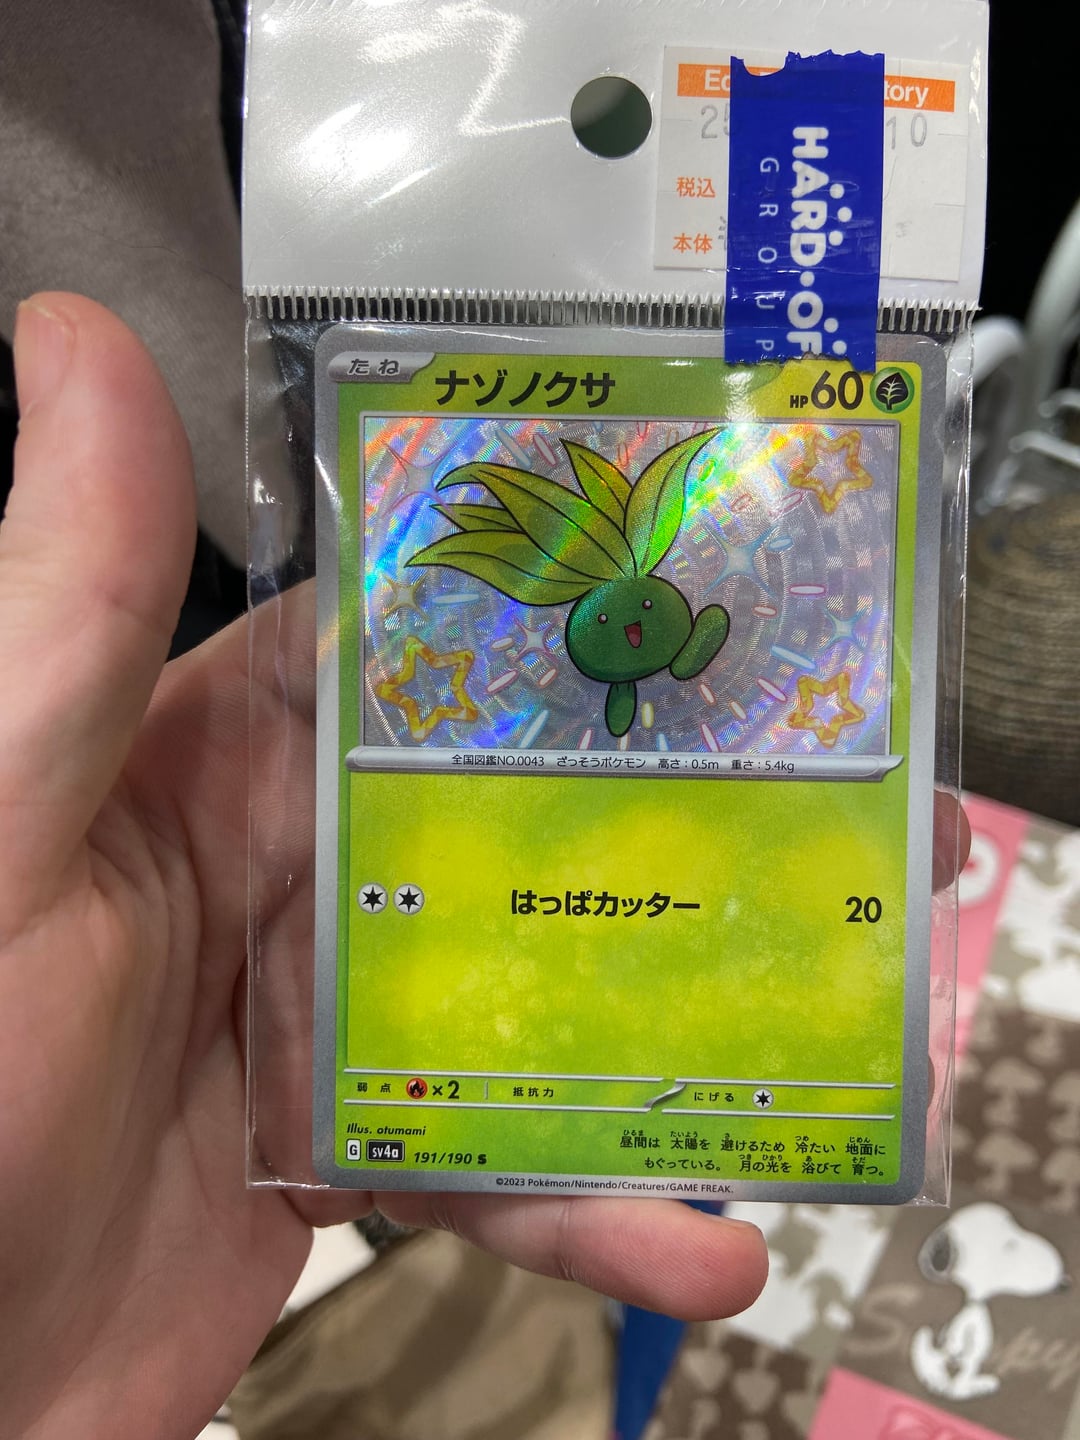 HARD・OF
GROUP
税込
本体
10
たね
ナゾノクサ
HP60
全国図鑑NO.0043 ざっそうポケモン 高さ:0.5m 重さ:5.4kg
はっぱカッター 20
弱点 ×2 抵抗力 にげる
Illus. otumami
G sv4a 191/190 S
昼間は 太陽を 避けるため 冷たい 地面に
もぐっている。 月の光を 浴びて 育つ。
©2023 Pokémon/Nintendo/Creatures/GAME FREAK.
Snoopy